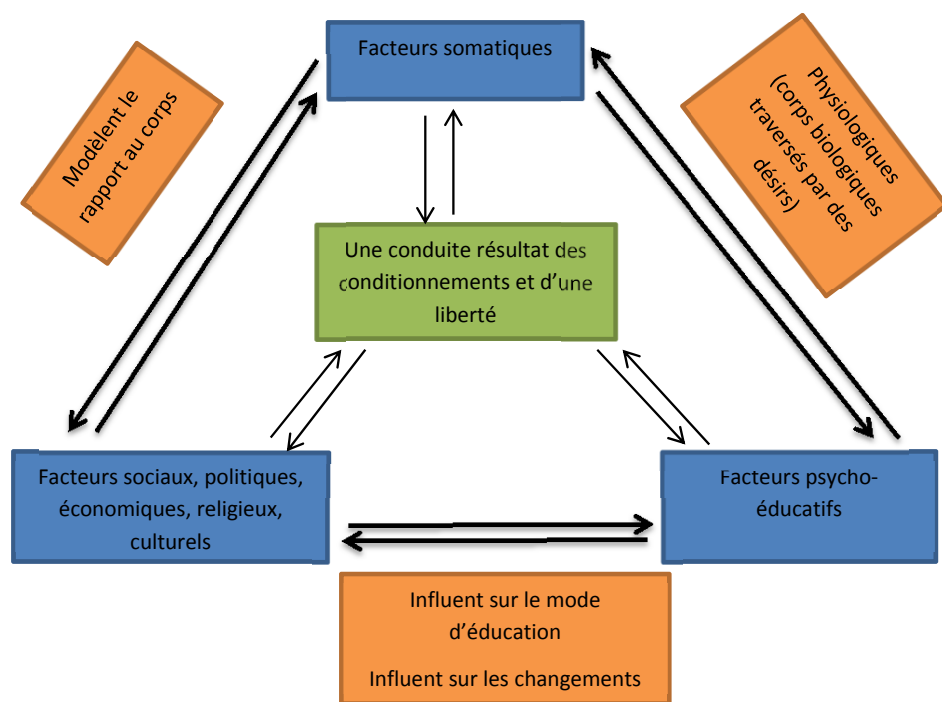 Facteurs somatiques
Modèlent le
rapport au corps
Physiologiques
(corps biologiques
traversés par des
désirs)
Une conduite résultat des
conditionnements et d’une
liberté
Facteurs sociaux, politiques,
économiques, religieux,
culturels
Facteurs psycho-
éducatifs
Influent sur le mode
d’éducation
Influent sur les changements